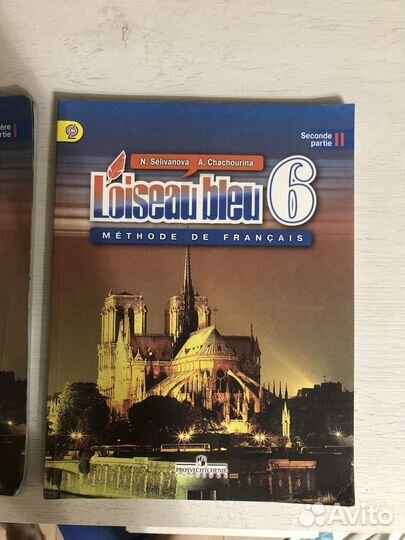 ère
rtie I
Seconde
partie II
N. Sélivanova A. Chachourina
L'oiseau bleu 6
MÉTHODE DE FRANÇAIS
PROSVECHTCHENIE
Avito